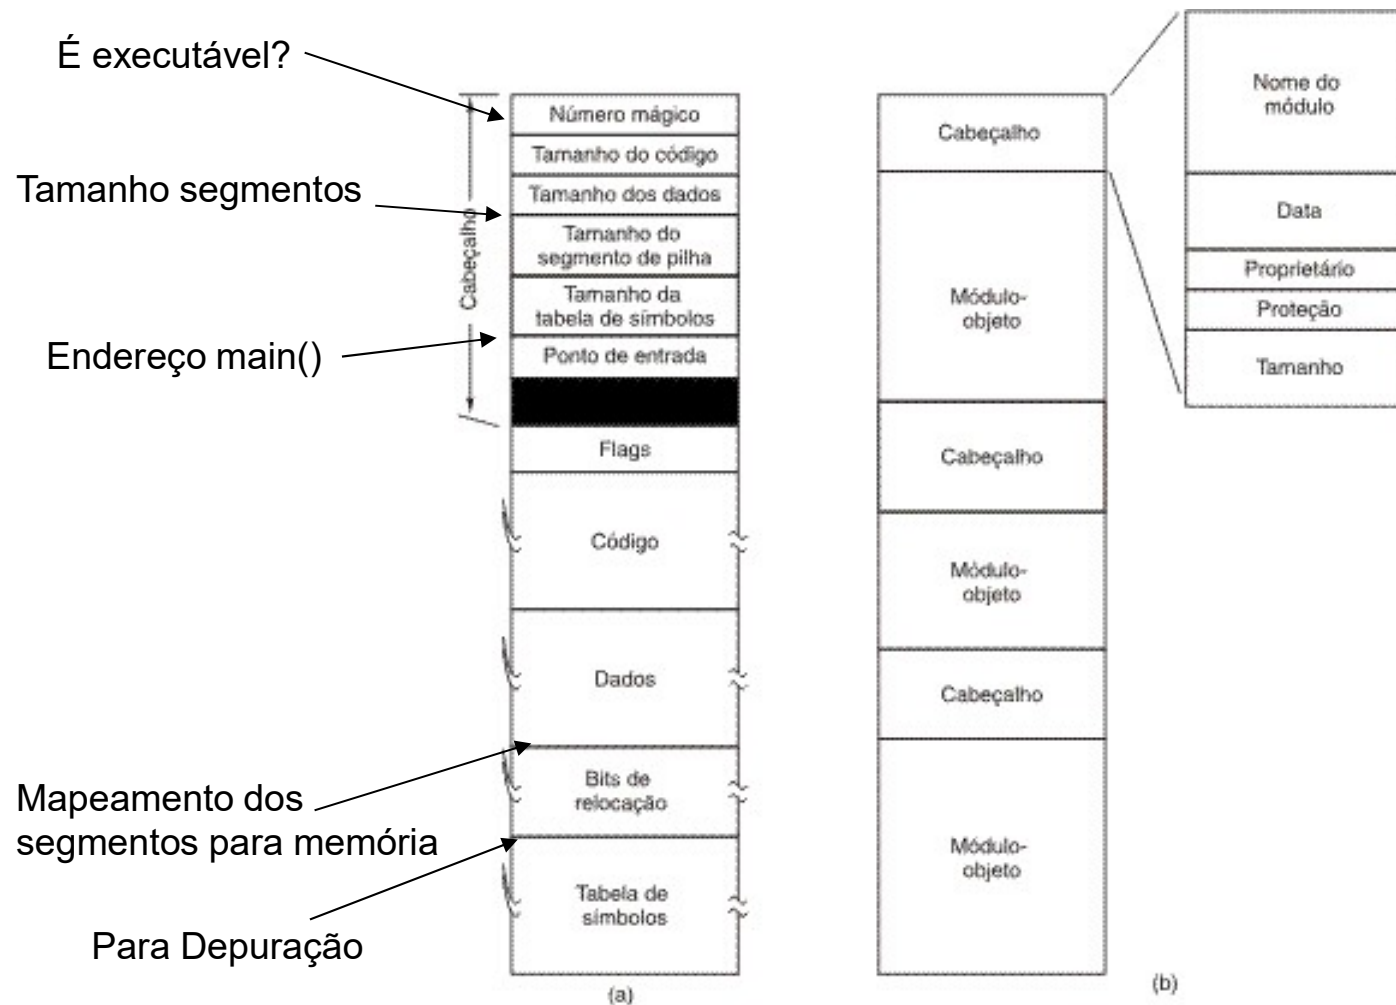 É executável?
Tamanho segmentos
Endereço main()
Mapeamento dos
segmentos para memória
Para Depuração
Cabeçalho
Número mágico
Tamanho do código
Tamanho dos dados
Tamanho do
segmento de pilha
Tamanho da
tabela de símbolos
Ponto de entrada
Flags
Código
Dados
Bits de
relocação
Tabela de
símbolos
(a)
Cabeçalho
Módulo-
objeto
Cabeçalho
Módulo-
objeto
Cabeçalho
Módulo-
objeto
(b)
Nome do
módulo
Data
Proprietário
Proteção
Tamanho